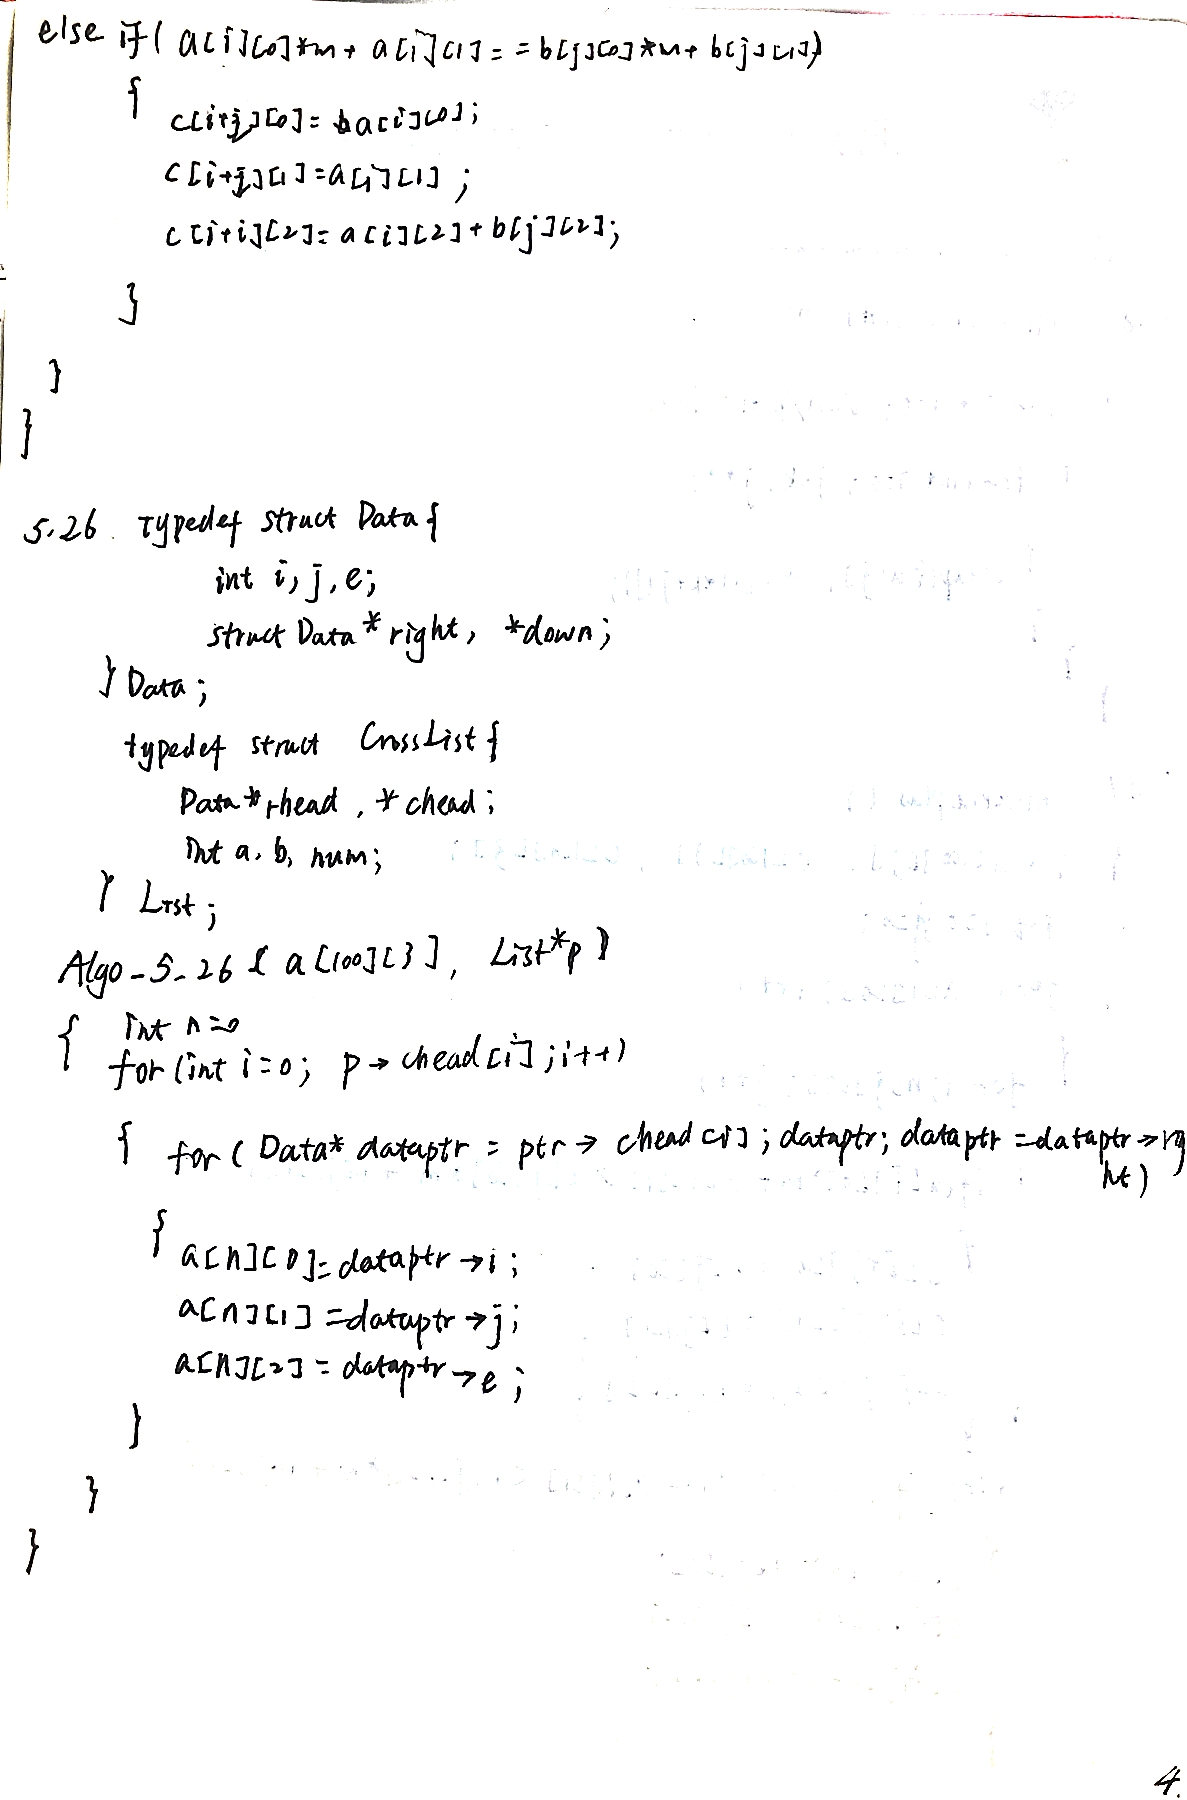 else if( a[i][0]*n+ a[i][1]==b[j][0]*n+ b[j][1])
{
c[i+j][0]=ba[i][0];
c[i+j][1]=a[i][1];
c[i+i][2]=a[i][2]+b[j][2];
}
}
}
5.26. Typedef struct Data{
int i, j, e;
struct Data* right, *down;
} Data;
typedef struct CrossList{
Data*rhead, *chead;
int a, b, num;
} List;
Algo-5-26( a[100][3], List*p)
{ int n=0
for(int i=0; p→chead[i];i++)
{ for( Data* dataptr = ptr→ chead[i]; dataptr; dataptr=dataptr→rig
ht)
{ a[n][0]=dataptr→i;
a[n][1]=dataptr→j;
a[n][2]=dataptr→e;
}
}
}
4.